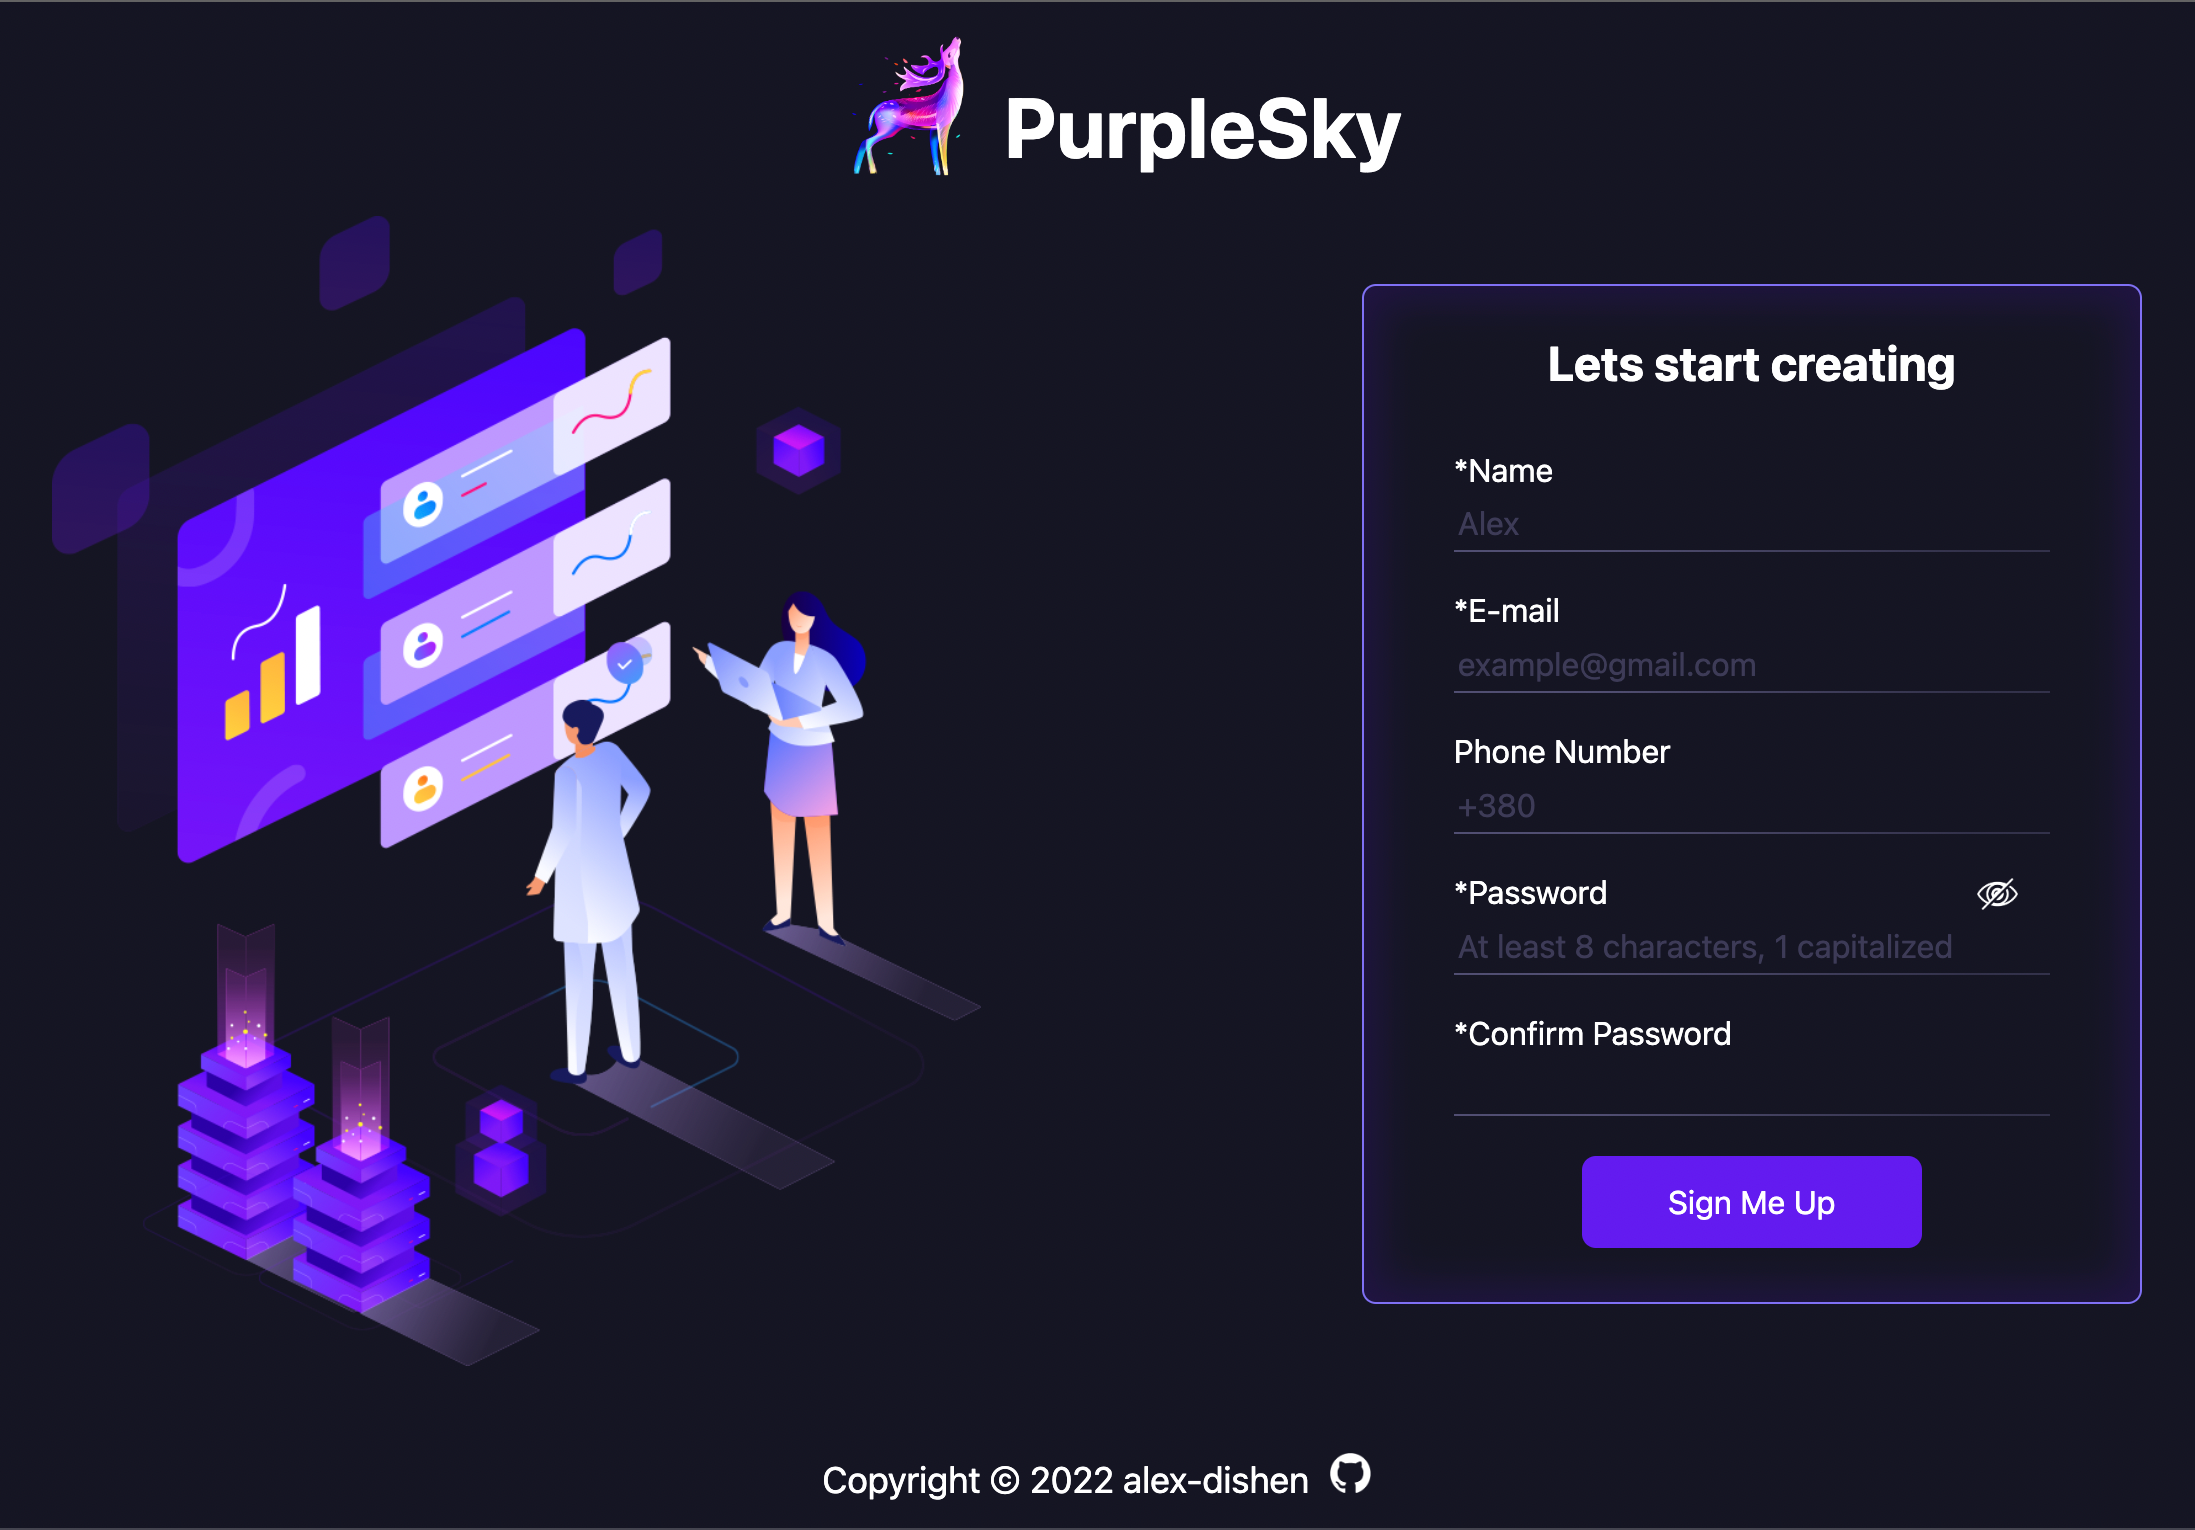 PurpleSky
Lets start creating
*Name
Alex
*E-mail
example@gmail.com
Phone Number
+380
*Password
At least 8 characters, 1 capitalized
*Confirm Password
Sign Me Up
Copyright © 2022 alex-dishen